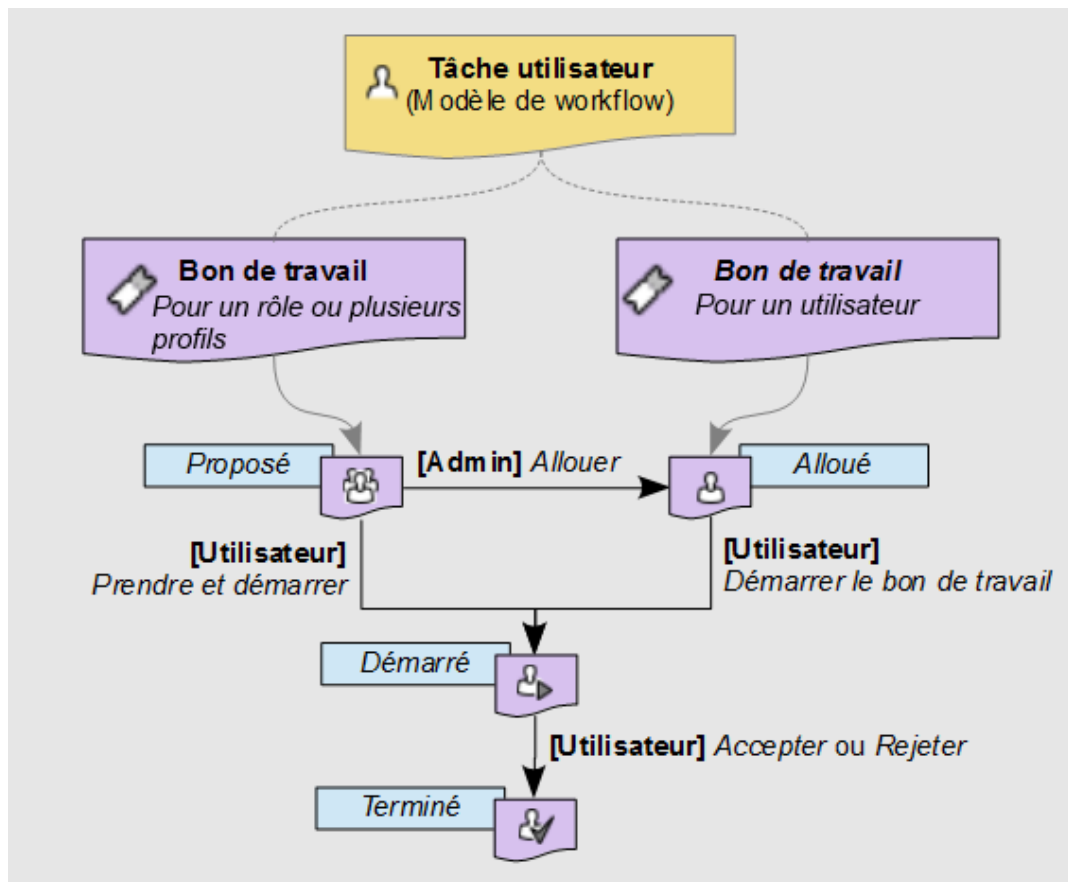 Tâche utilisateur
(Modèle de workflow)
Bon de travail
Pour un rôle ou plusieurs
profils
Bon de travail
Pour un utilisateur
Proposé
[Admin] Allouer
Alloué
[Utilisateur]
Prendre et démarrer
[Utilisateur]
Démarrer le bon de travail
Démarré
[Utilisateur] Accepter ou Rejeter
Terminé